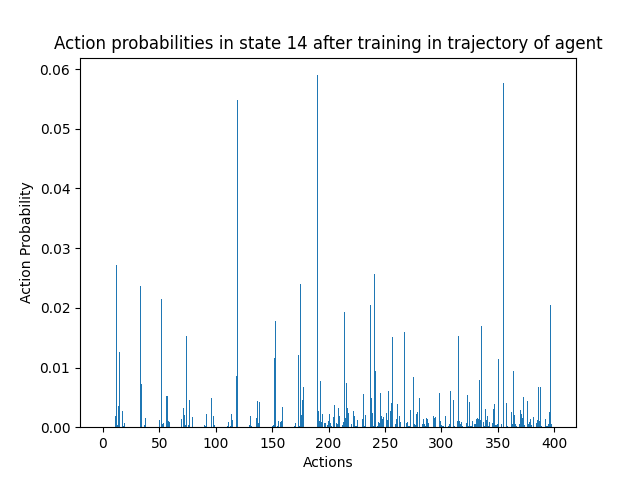 Action probabilities in state 14 after training in trajectory of agent
0.06
0.05
0.04
0.03
0.02
0.01
0.00
Action Probability
0 50 100 150 200 250 300 350 400
Actions